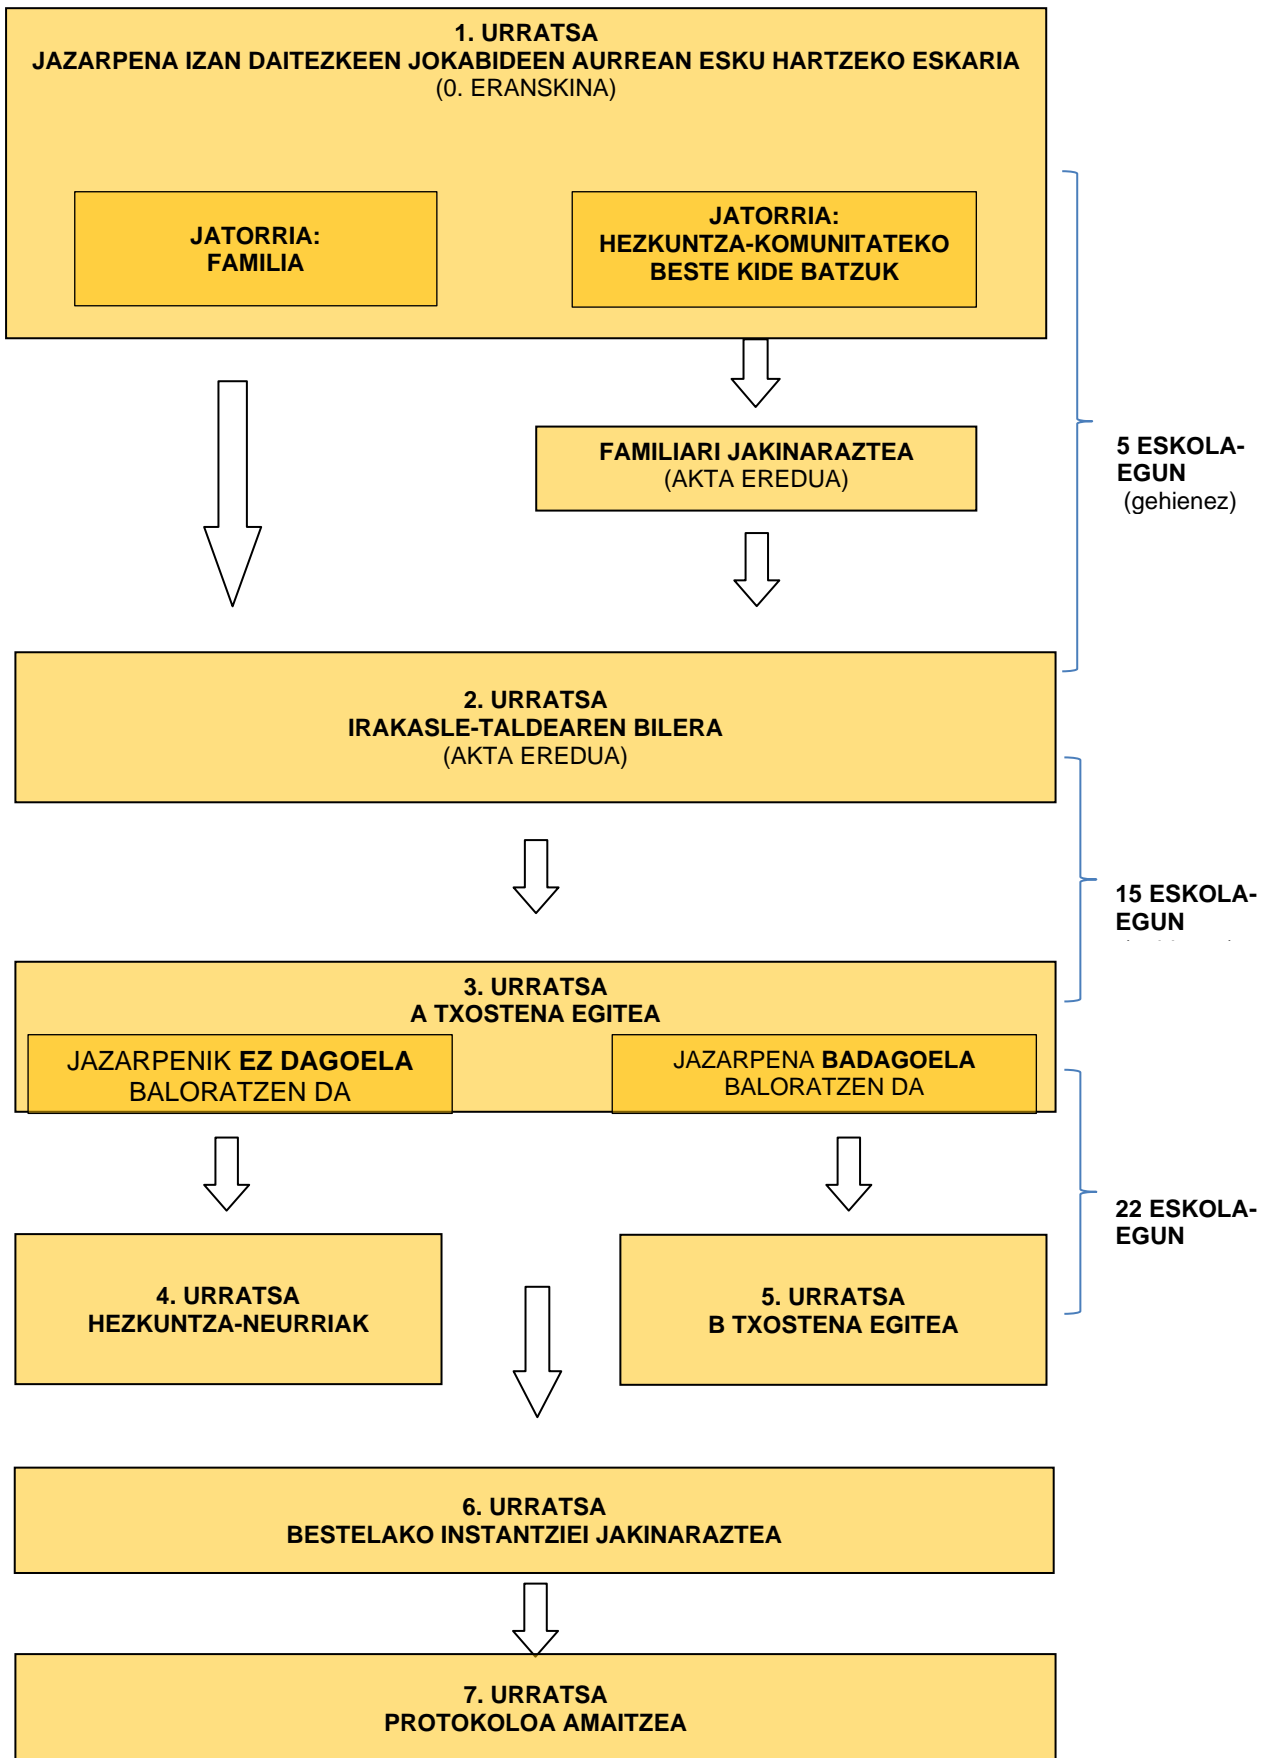 1. URRATSA
JAZARPENA IZAN DAITEZKEEN JOKABIDEEN AURREAN ESKU HARTZEKO ESKARIA
(0. ERANSKINA)
JATORRIA:
FAMILIA
JATORRIA:
HEZKUNTZA-KOMUNITATEKO
BESTE KIDE BATZUK
FAMILIARI JAKINARAZTEA
(AKTA EREDUA)
5 ESKOLA-
EGUN
(gehienez)
2. URRATSA
IRAKASLE-TALDEAREN BILERA
(AKTA EREDUA)
15 ESKOLA-
EGUN
3. URRATSA
A TXOSTENA EGITEA
JAZARPENIK EZ DAGOELA
BALORATZEN DA
JAZARPENA BADAGOELA
BALORATZEN DA
22 ESKOLA-
EGUN
4. URRATSA
HEZKUNTZA-NEURRIAK
5. URRATSA
B TXOSTENA EGITEA
6. URRATSA
BESTELAKO INSTANTZIEI JAKINARAZTEA
7. URRATSA
PROTOKOLOA AMAITZEA